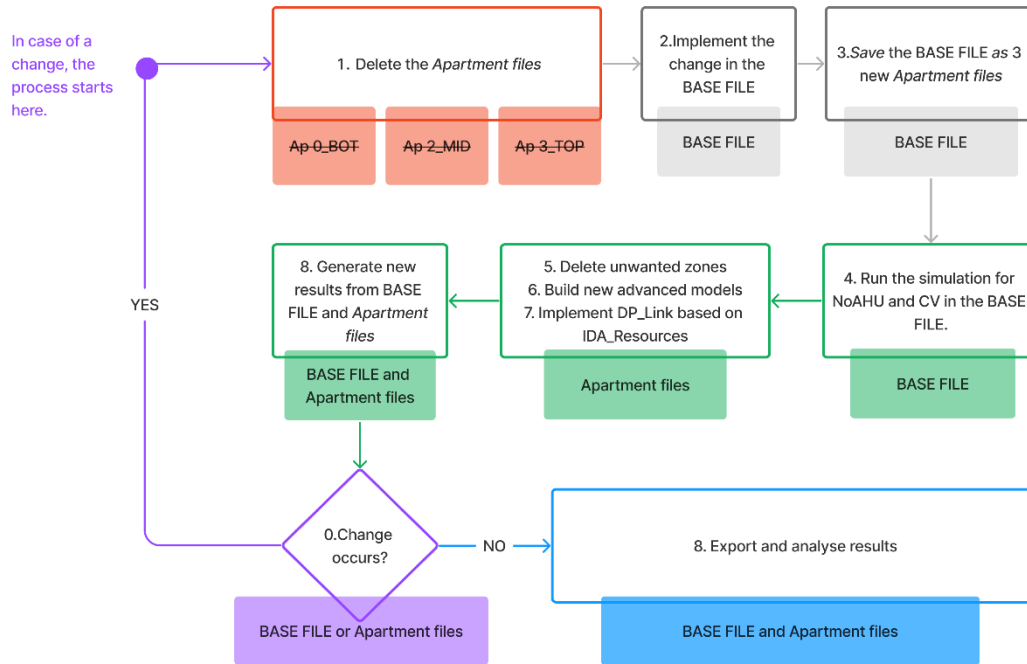 In case of a
change, the
process starts
here.
1. Delete the Apartment files
Ap 0_BOT
Ap 2_MID
Ap 3_TOP
2.Implement the
change in the
BASE FILE
BASE FILE
3.Save the BASE FILE as 3
new Apartment files
BASE FILE
4. Run the simulation for
NoAHU and CV in the BASE
FILE.
BASE FILE
5. Delete unwanted zones
6. Build new advanced models
7. Implement DP_Link based on
IDA_Resources
Apartment files
8. Generate new
results from BASE
FILE and Apartment
files
BASE FILE and
Apartment files
YES
0.Change
occurs?
BASE FILE or Apartment files
NO
8. Export and analyse results
BASE FILE and Apartment files